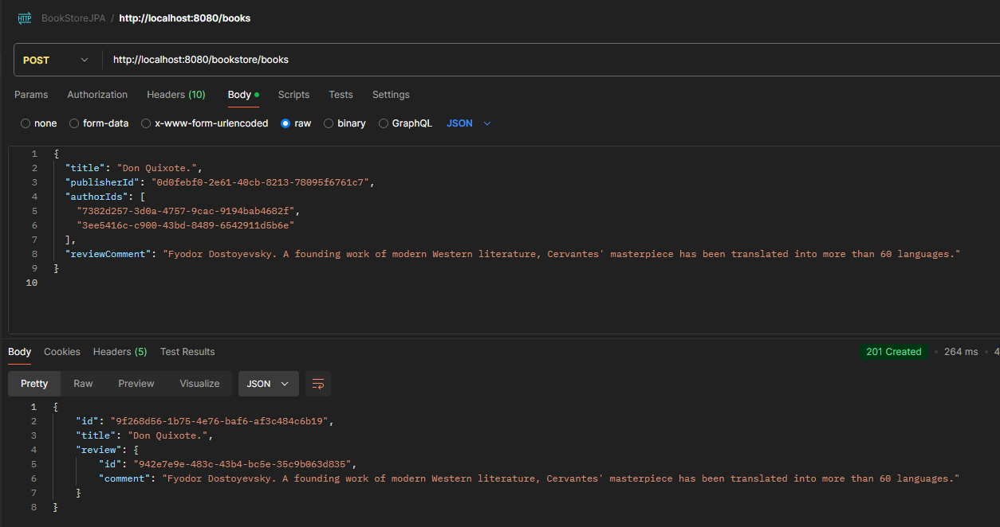 HTTP BookStoreJPA / http://localhost:8080/books
POST http://localhost:8080/bookstore/books
Params Authorization Headers (10) Body Scripts Tests Settings
none form-data x-www-form-urlencoded raw binary GraphQL JSON
1 {
2 "title": "Don Quixote.",
3 "publisherId": "0d0febf0-2e61-40cb-8213-78095f6761c7",
4 "authorIds": [
5 "7382d257-3d0a-4757-9cac-9194bab4682f",
6 "3ee5416c-c900-43bd-8489-6542911d5b6e"
7 ],
8 "reviewComment": "Fyodor Dostoyevsky. A founding work of modern Western literature, Cervantes' masterpiece has been translated into more than 60 languages."
9 }
10
Body Cookies Headers (5) Test Results 201 Created • 264 ms • 4
Pretty Raw Preview Visualize JSON
1 {
2 "id": "9f268d56-1b75-4e76-baf6-af3c484c6b19",
3 "title": "Don Quixote.",
4 "review": {
5 "id": "942e7e9e-483c-43b4-bc5e-35c9b063d835",
6 "comment": "Fyodor Dostoyevsky. A founding work of modern Western literature, Cervantes' masterpiece has been translated into more than 60 languages."
7 }
8 }